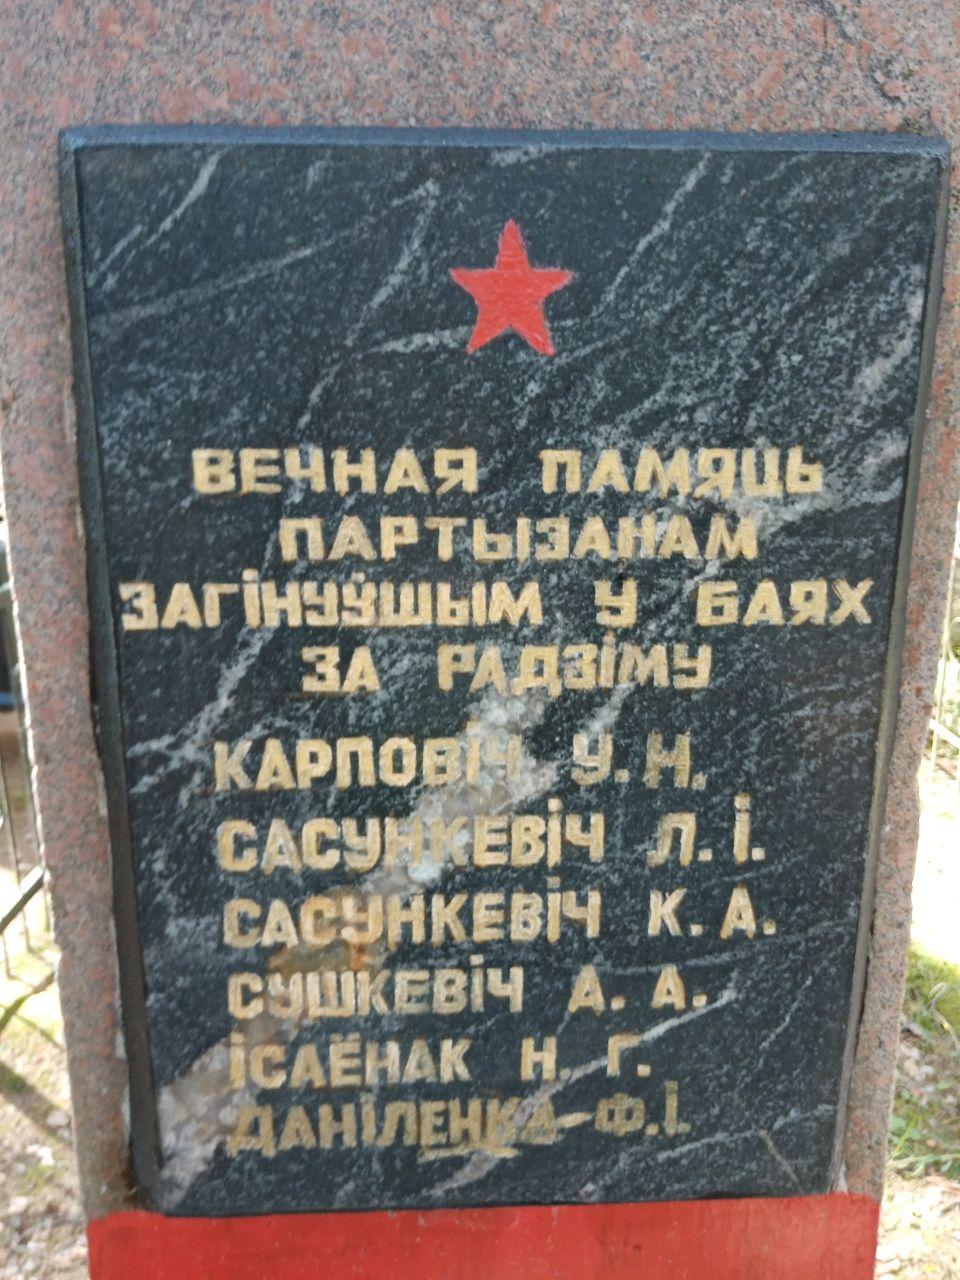 ВЕЧНАЯ ПАМЯЦЬ
ПАРТЫЗАНАМ
ЗАГІНУЎШЫМ У БАЯХ
ЗА РАДЗІМУ
КАРПОВІЧ У. Н.
САСУНКЕВІЧ Л. І.
САСУНКЕВІЧ К. А.
СУШКЕВІЧ А. А.
ІСАЁНАК Н. Г.
ДАНІЛЕНКА Ф.І.